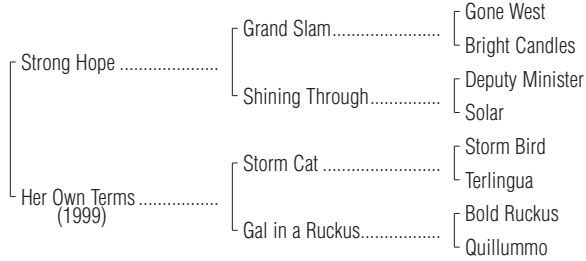 Gone West
Grand Slam....................
Bright Candles
Strong Hope ..................
Deputy Minister
Shining Through.............
Solar
Storm Bird
Storm Cat ......................
Terlingua
Her Own Terms ...............
(1999)
Bold Ruckus
Gal in a Ruckus...............
Quillummo